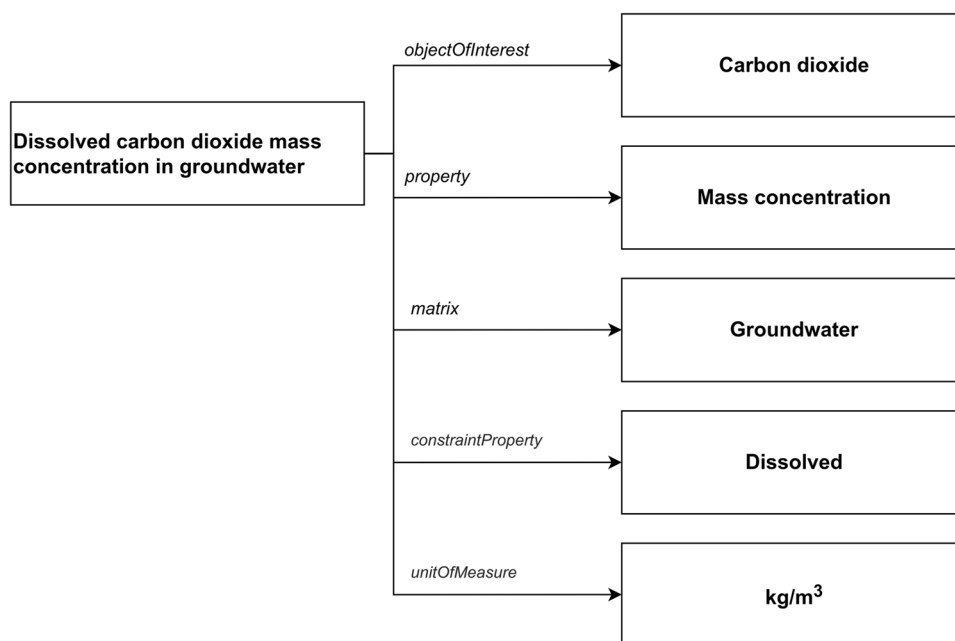 objectOfInterest
Carbon dioxide
Dissolved carbon dioxide mass
concentration in groundwater
property
Mass concentration
matrix
Groundwater
constraintProperty
Dissolved
unitOfMeasure
kg/m³